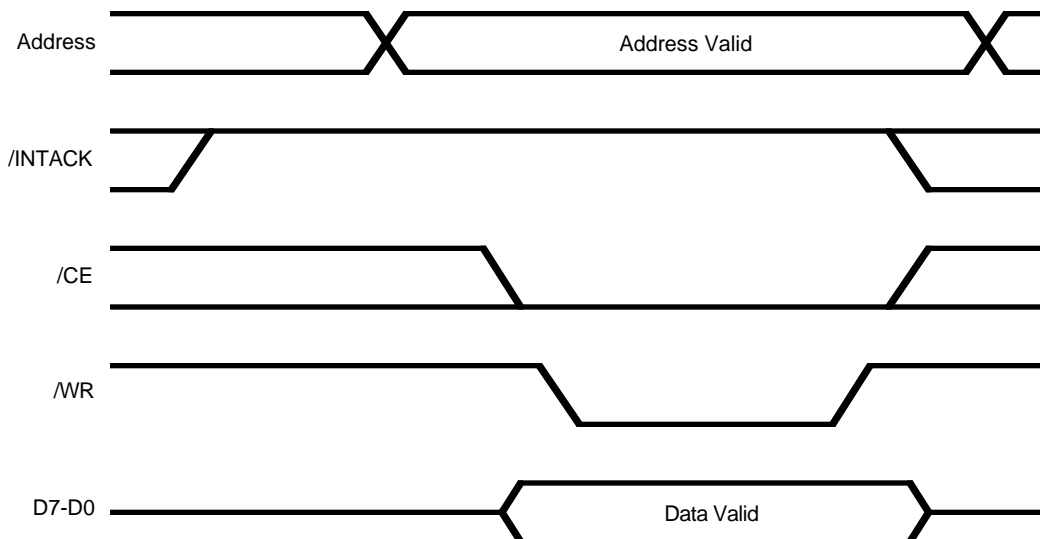 Address
Address Valid
/INTACK
/CE
/WR
D7-D0
Data Valid